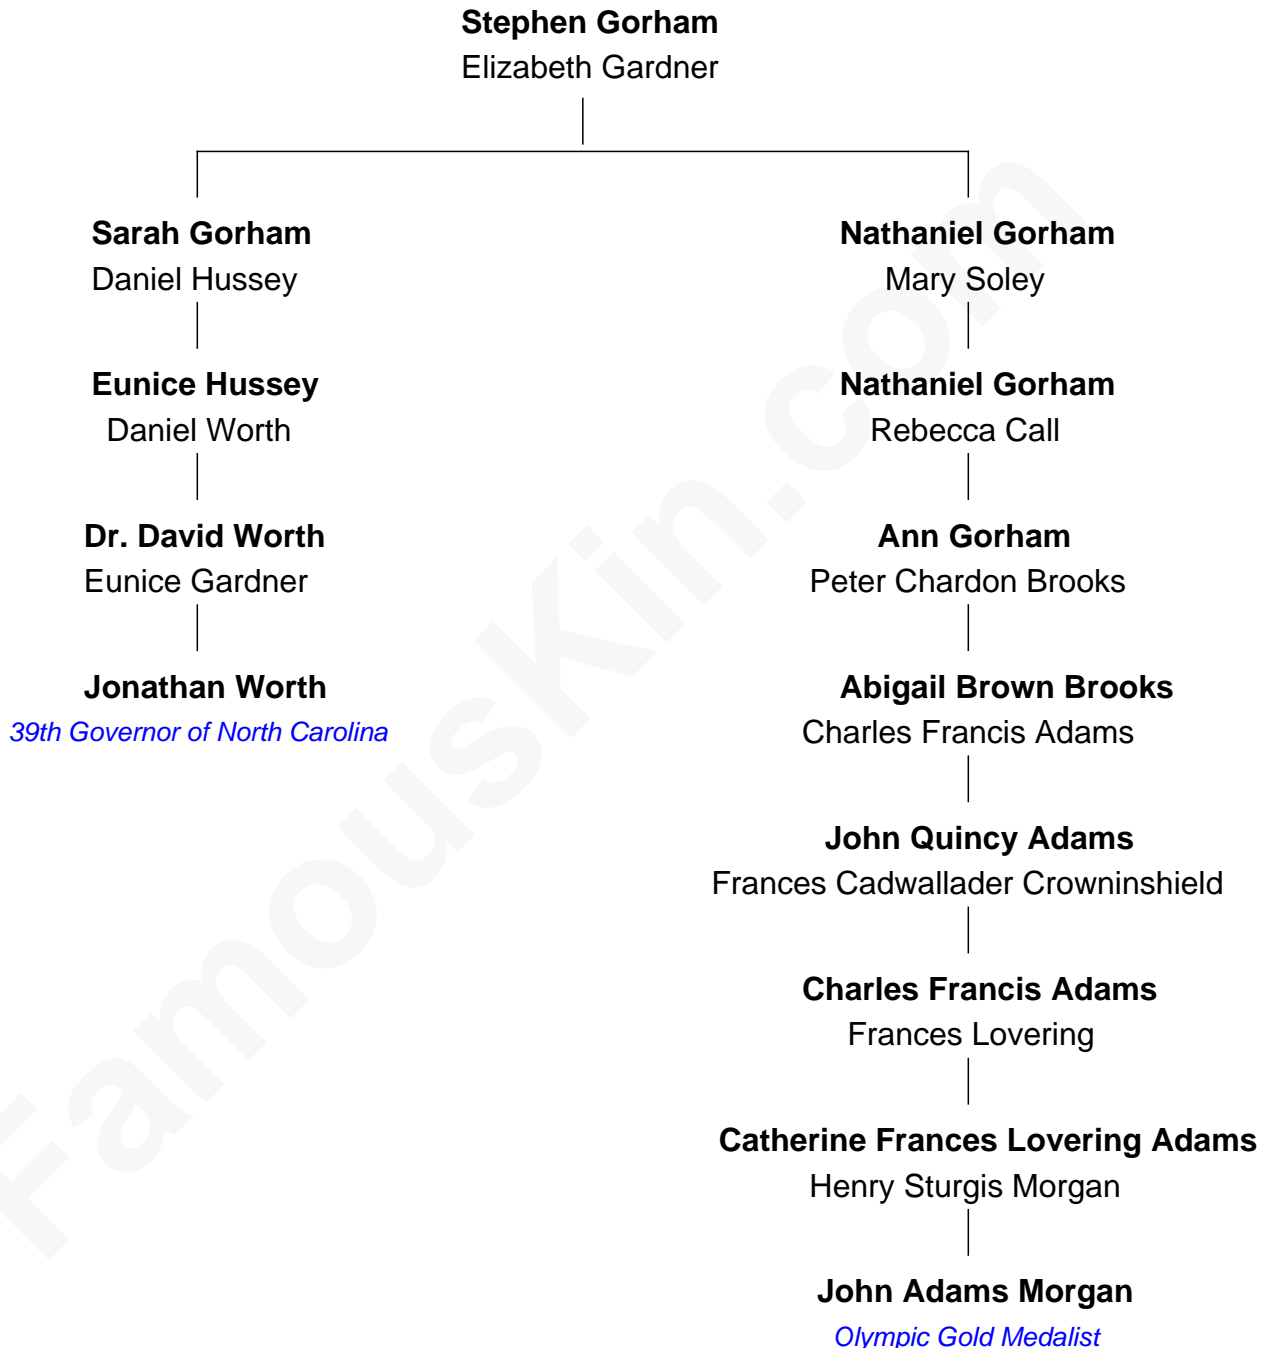 Stephen Gorham
Elizabeth Gardner
Sarah Gorham
Daniel Hussey
Eunice Hussey
Daniel Worth
Dr. David Worth
Eunice Gardner
Jonathan Worth
39th Governor of North Carolina
Nathaniel Gorham
Mary Soley
Nathaniel Gorham
Rebecca Call
Ann Gorham
Peter Chardon Brooks
Abigail Brown Brooks
Charles Francis Adams
John Quincy Adams
Frances Cadwallader Crowninshield
Charles Francis Adams
Frances Lovering
Catherine Frances Lovering Adams
Henry Sturgis Morgan
John Adams Morgan
Olympic Gold Medalist
FamousKin.com